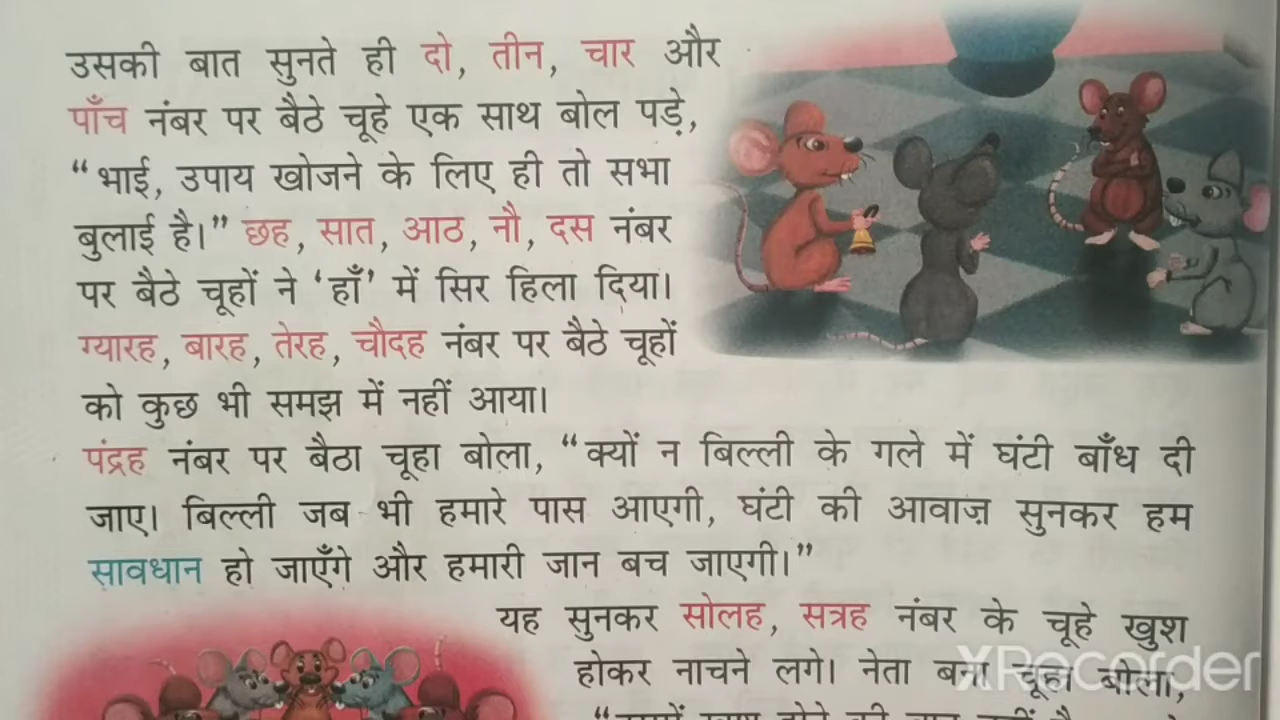 उसकी बात सुनते ही दो, तीन, चार और
पाँच नंबर पर बैठे चूहे एक साथ बोल पड़े,
“भाई, उपाय खोजने के लिए ही तो सभा
बुलाई है।” छह, सात, आठ, नौ, दस नंबर
पर बैठे चूहों ने ‘हाँ’ में सिर हिला दिया।
ग्यारह, बारह, तेरह, चौदह नंबर पर बैठे चूहों
को कुछ भी समझ में नहीं आया।
पंद्रह नंबर पर बैठा चूहा बोला, “क्यों न बिल्ली के गले में घंटी बाँध दी
जाए। बिल्ली जब भी हमारे पास आएगी, घंटी की आवाज़ सुनकर हम
सावधान हो जाएँगे और हमारी जान बच जाएगी।”
यह सुनकर सोलह, सत्रह नंबर के चूहे खुश
होकर नाचने लगे। नेता बना चूहा बोला,
XRecorder